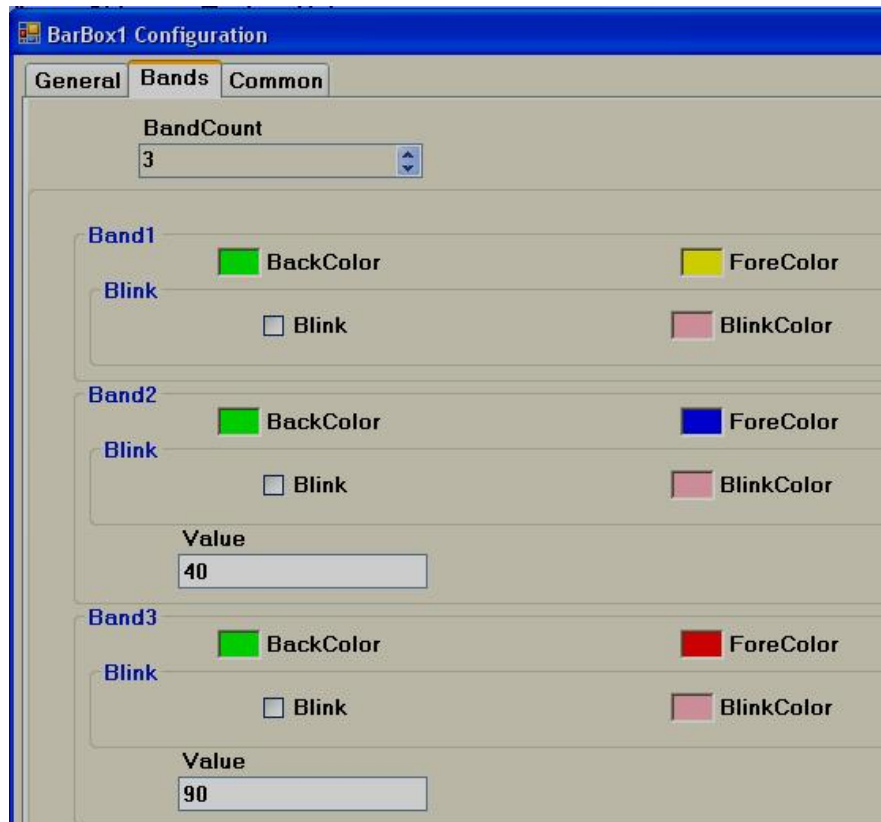 BarBox1 Configuration
General Bands Common
BandCount
3
Band1
BackColor ForeColor
Blink
Blink BlinkColor
Band2
BackColor ForeColor
Blink
Blink BlinkColor
Value
40
Band3
BackColor ForeColor
Blink
Blink BlinkColor
Value
90